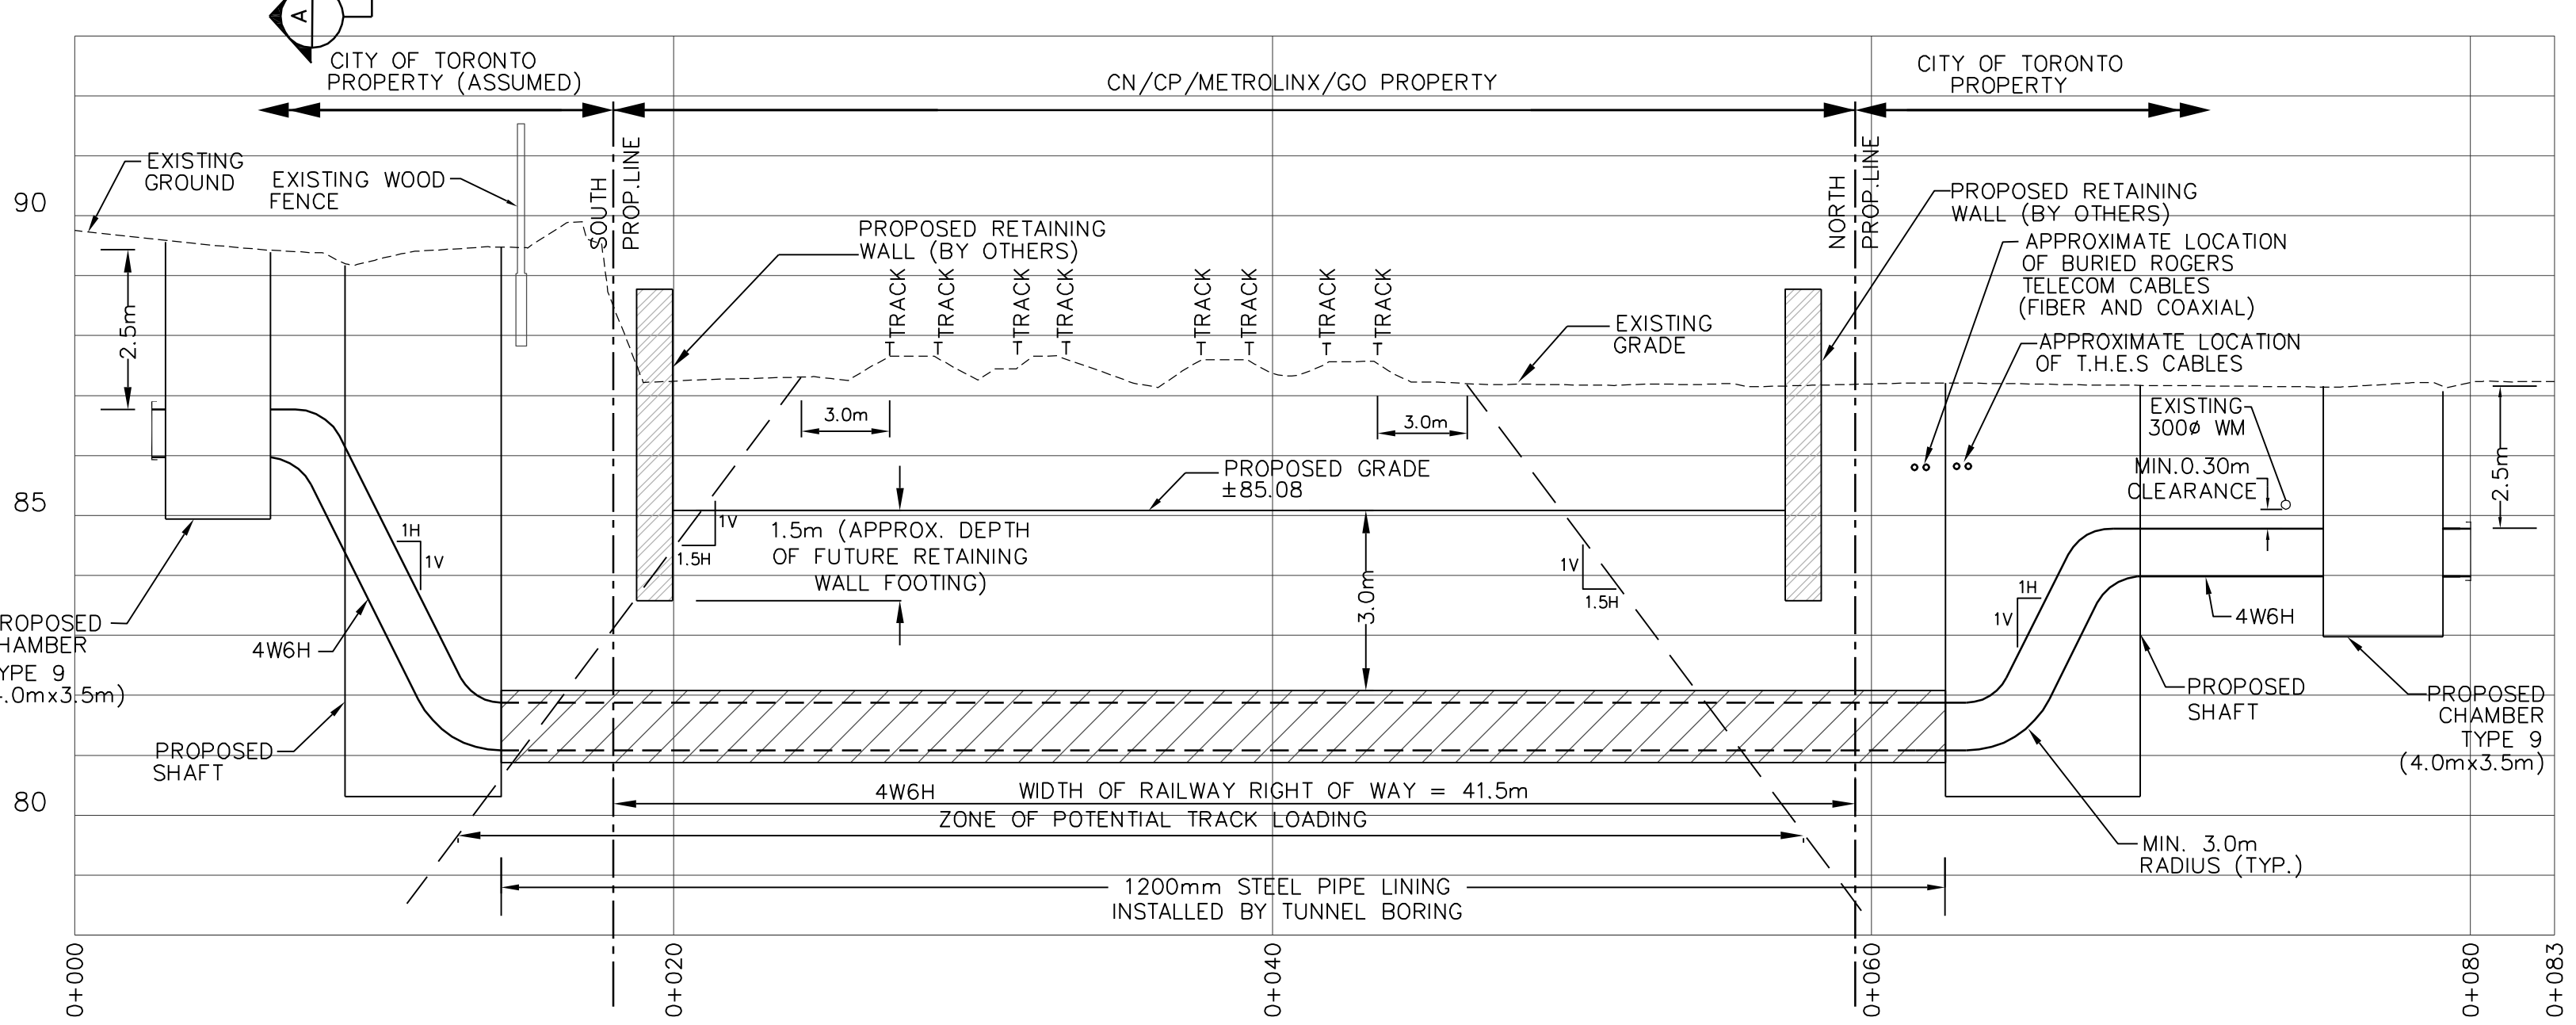 A
CITY OF TORONTO
PROPERTY (ASSUMED)
CN/CP/METROLINX/GO PROPERTY
CITY OF TORONTO
PROPERTY
EXISTING
GROUND
EXISTING WOOD
FENCE
SOUTH
PROP.LINE
NORTH
PROP.LINE
PROPOSED RETAINING
WALL (BY OTHERS)
PROPOSED RETAINING
WALL (BY OTHERS)
APPROXIMATE LOCATION
OF BURIED ROGERS
TELECOM CABLES
(FIBER AND COAXIAL)
APPROXIMATE LOCATION
OF T.H.E.S CABLES
90
85
80
2.5m
TRACK
TRACK
TRACK
TRACK
TRACK
TRACK
TRACK
TRACK
EXISTING
GRADE
3.0m
3.0m
EXISTING
300ø WM
MIN.0.30m
CLEARANCE
2.5m
PROPOSED GRADE
±85.08
1.5m (APPROX. DEPTH
OF FUTURE RETAINING
WALL FOOTING)
1H
1V
1V
1.5H
1V
1.5H
1H
1V
3.0m
4W6H
4W6H
ROPOSED
HAMBER
YPE 9
.0mx3.5m)
PROPOSED
SHAFT
PROPOSED
SHAFT
PROPOSED
CHAMBER
TYPE 9
(4.0mx3.5m)
4W6H
WIDTH OF RAILWAY RIGHT OF WAY = 41.5m
ZONE OF POTENTIAL TRACK LOADING
MIN. 3.0m
RADIUS (TYP.)
1200mm STEEL PIPE LINING
INSTALLED BY TUNNEL BORING
0+000
0+020
0+040
0+060
0+080
0+083